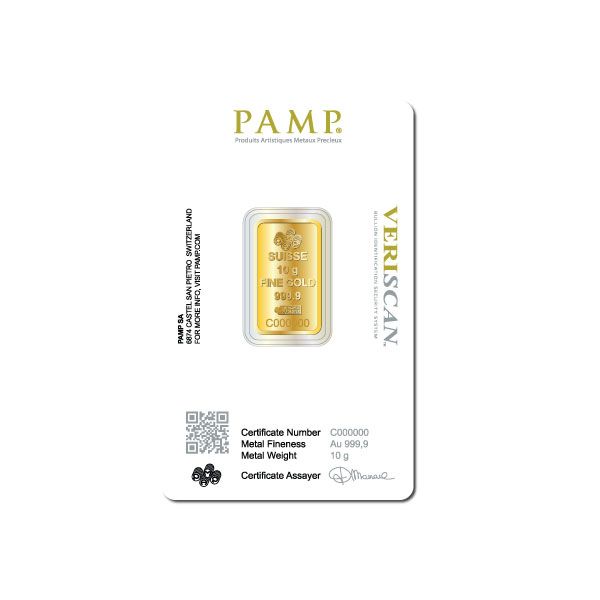 PAMP®
Produits Artistiques Metaux Precieux
PAMP SA
6874 CASTEL SAN PIETRO SWITZERLAND
FOR MORE INFO, VISIT PAMP.COM
SUISSE
10 g
FINE GOLD
999.9
C000000
VERISCAN™
BULLION IDENTIFICATION SECURITY SYSTEM
Certificate Number C000000
Metal Fineness Au 999,9
Metal Weight 10 g
Certificate Assayer